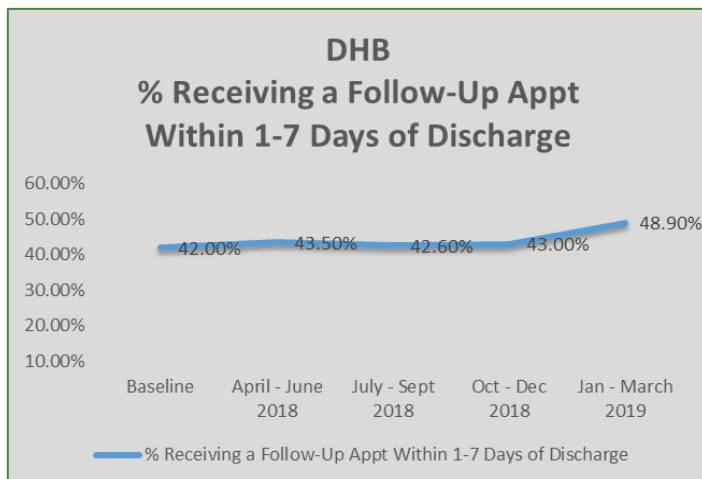 DHB
% Receiving a Follow-Up Appt
Within 1-7 Days of Discharge
60.00%
50.00%
40.00%
30.00%
20.00%
10.00%
42.00%
43.50%
42.60%
43.00%
48.90%
Baseline
April - June
2018
July - Sept
2018
Oct - Dec
2018
Jan - March
2019
% Receiving a Follow-Up Appt Within 1-7 Days of Discharge